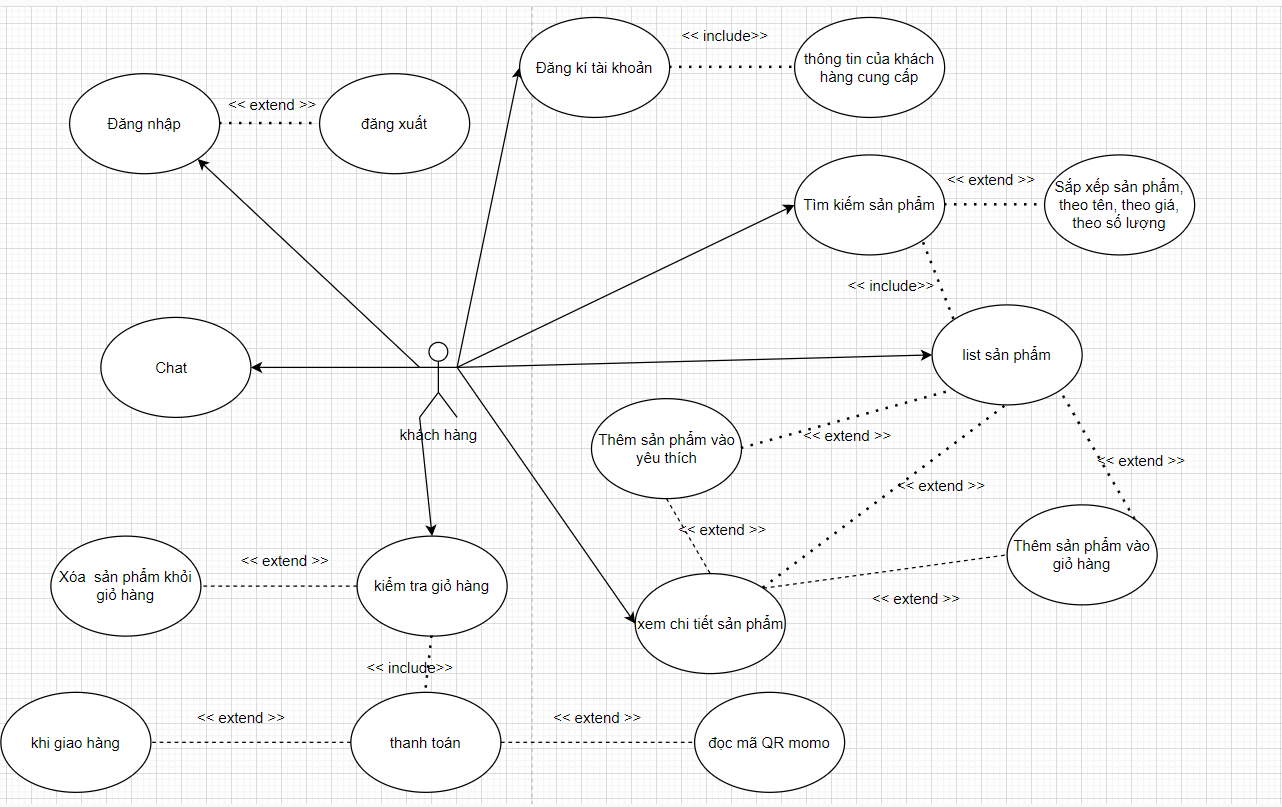 << include>>
Đăng kí tài khoản
thông tin của khách
hàng cung cấp
Đăng nhập
<< extend >>
đăng xuất
Tìm kiếm sản phẩm
<< extend >>
Sắp xếp sản phẩm,
theo tên, theo giá,
theo số lượng
<< include>>
Chat
list sản phẩm
khách hàng
Thêm sản phẩm vào
yêu thích
<< extend >>
<< extend >>
<< extend >>
<< extend >>
Thêm sản phẩm vào
giỏ hàng
Xóa  sản phẩm khỏi
giỏ hàng
<< extend >>
kiểm tra giỏ hàng
<< extend >>
xem chi tiết sản phẩm
<< include>>
khi giao hàng
<< extend >>
thanh toán
<< extend >>
đọc mã QR momo